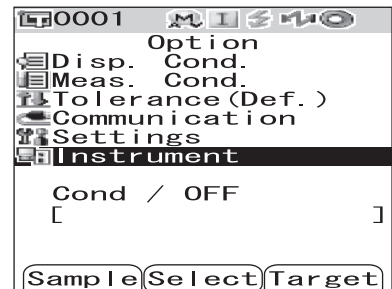 0001 M I
Option
Disp. Cond.
Meas. Cond.
Tolerance(Def.)
Communication
Settings
Instrument
Cond / OFF
[ ]
Sample Select Target